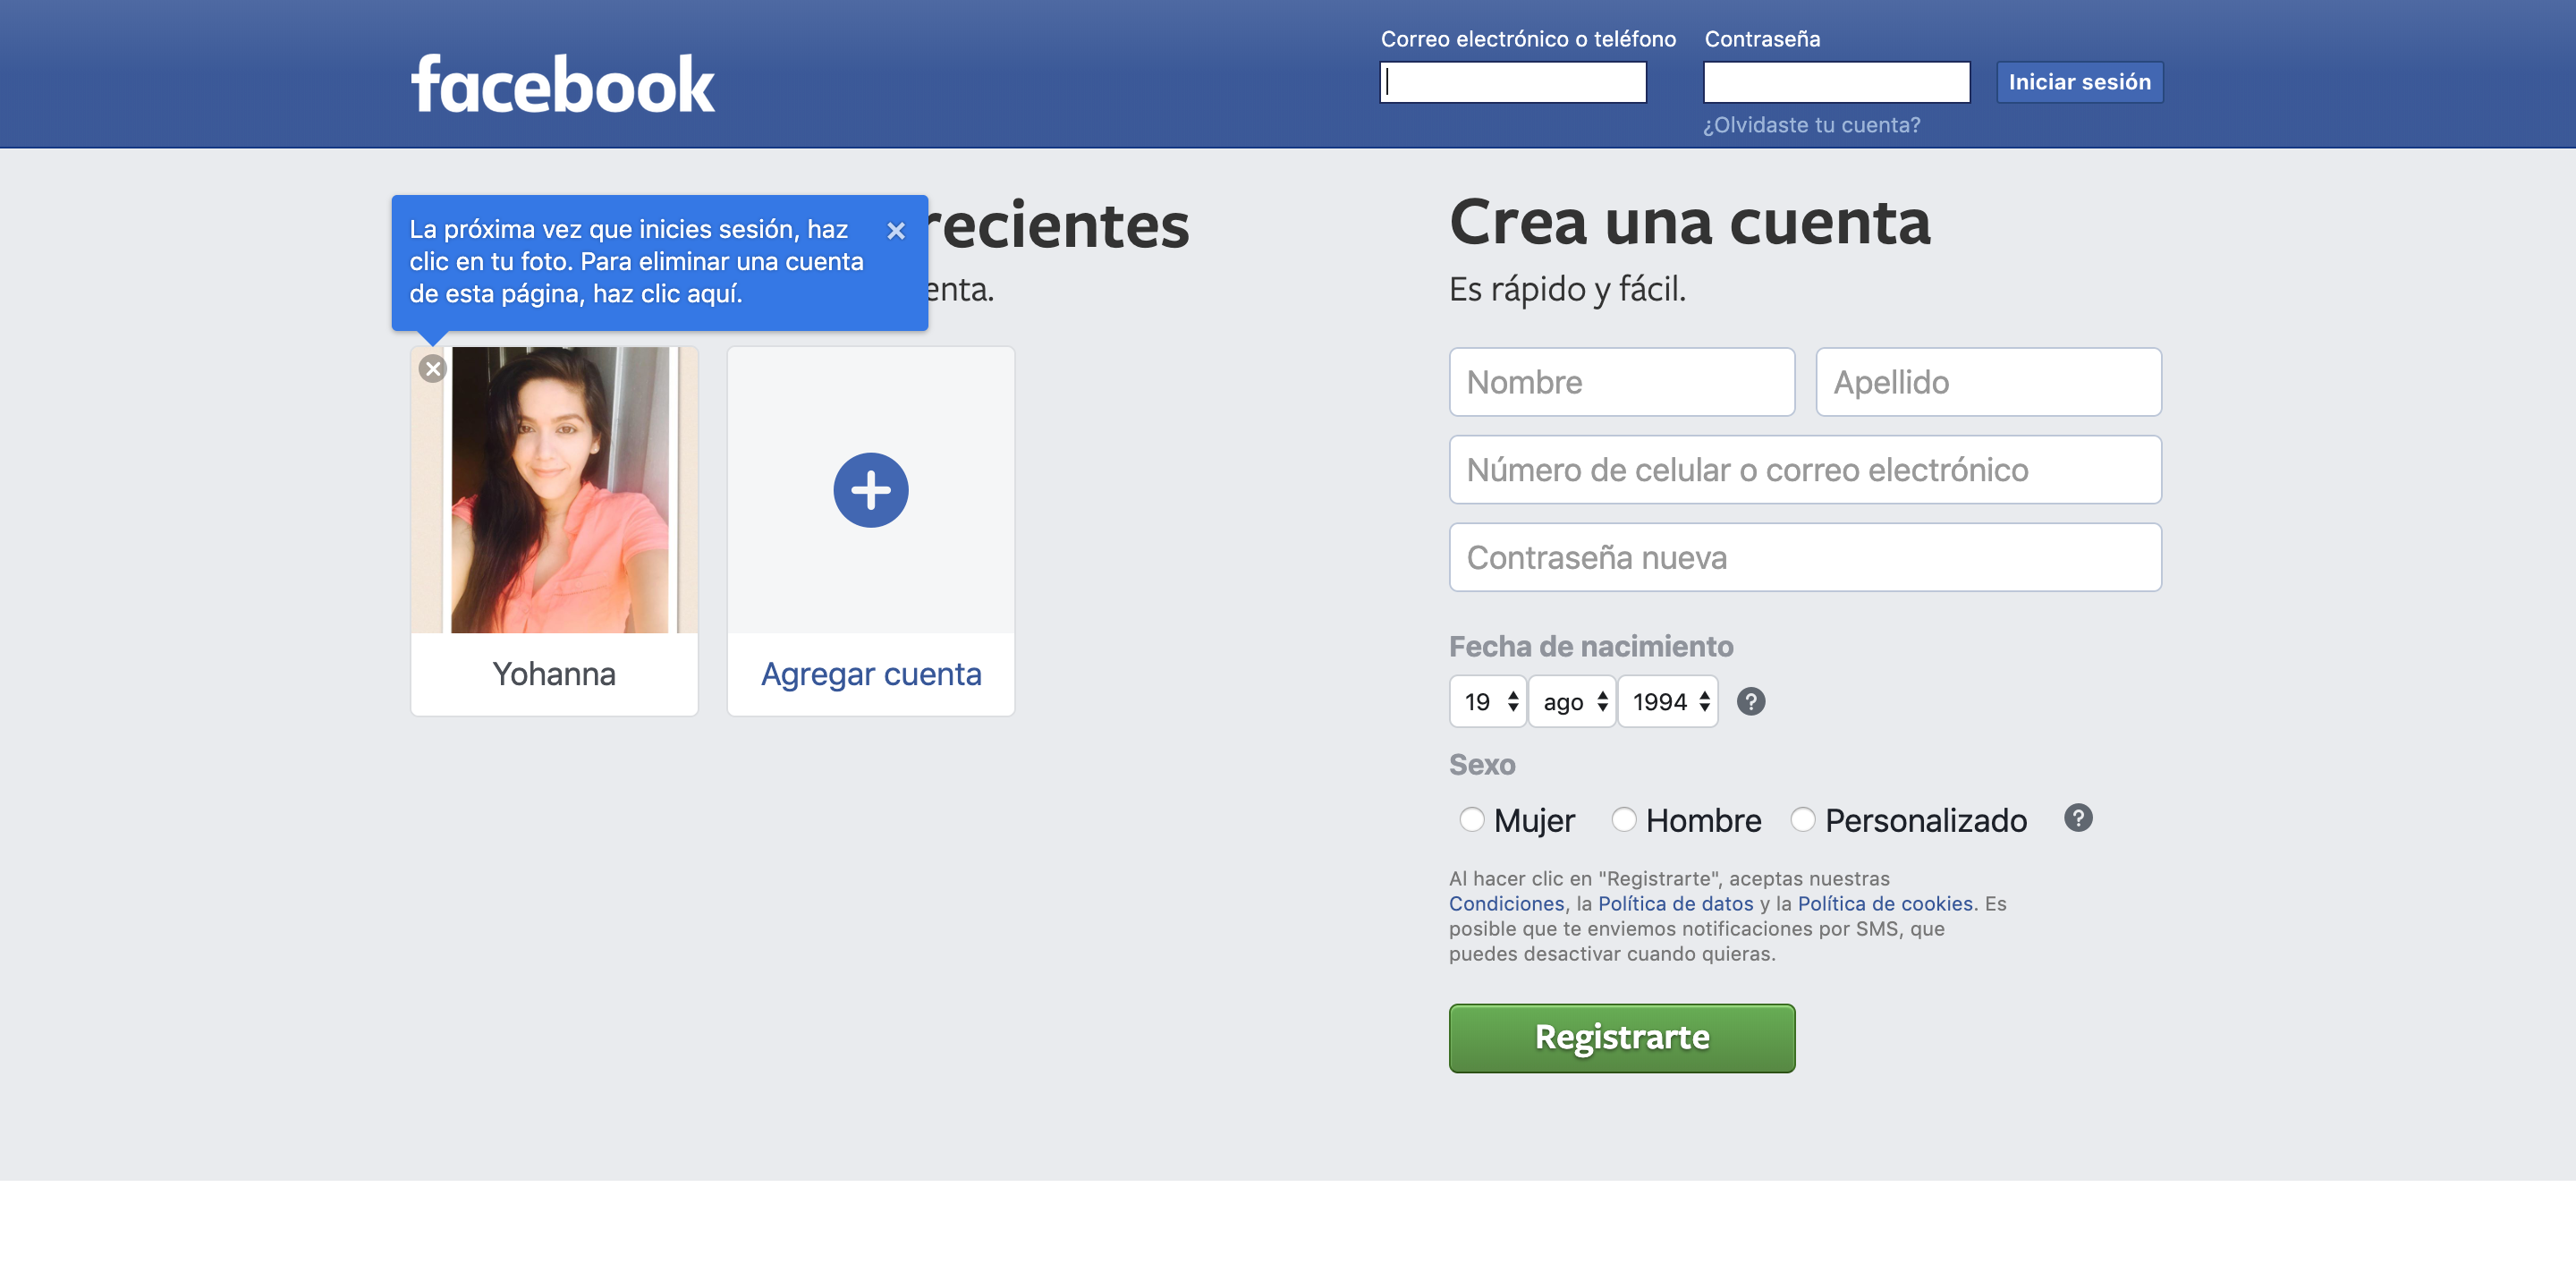 facebook
Correo electrónico o teléfono
Contraseña
Iniciar sesión
¿Olvidaste tu cuenta?
La próxima vez que inicies sesión, haz
clic en tu foto. Para eliminar una cuenta
de esta página, haz clic aquí.
recientes
enta.
Yohanna
Agregar cuenta
Crea una cuenta
Es rápido y fácil.
Nombre
Apellido
Número de celular o correo electrónico
Contraseña nueva
Fecha de nacimiento
19 ago 1994
Sexo
Mujer Hombre Personalizado
Al hacer clic en "Registrarte", aceptas nuestras
Condiciones, la Política de datos y la Política de cookies. Es
posible que te enviemos notificaciones por SMS, que
puedes desactivar cuando quieras.
Registrarte